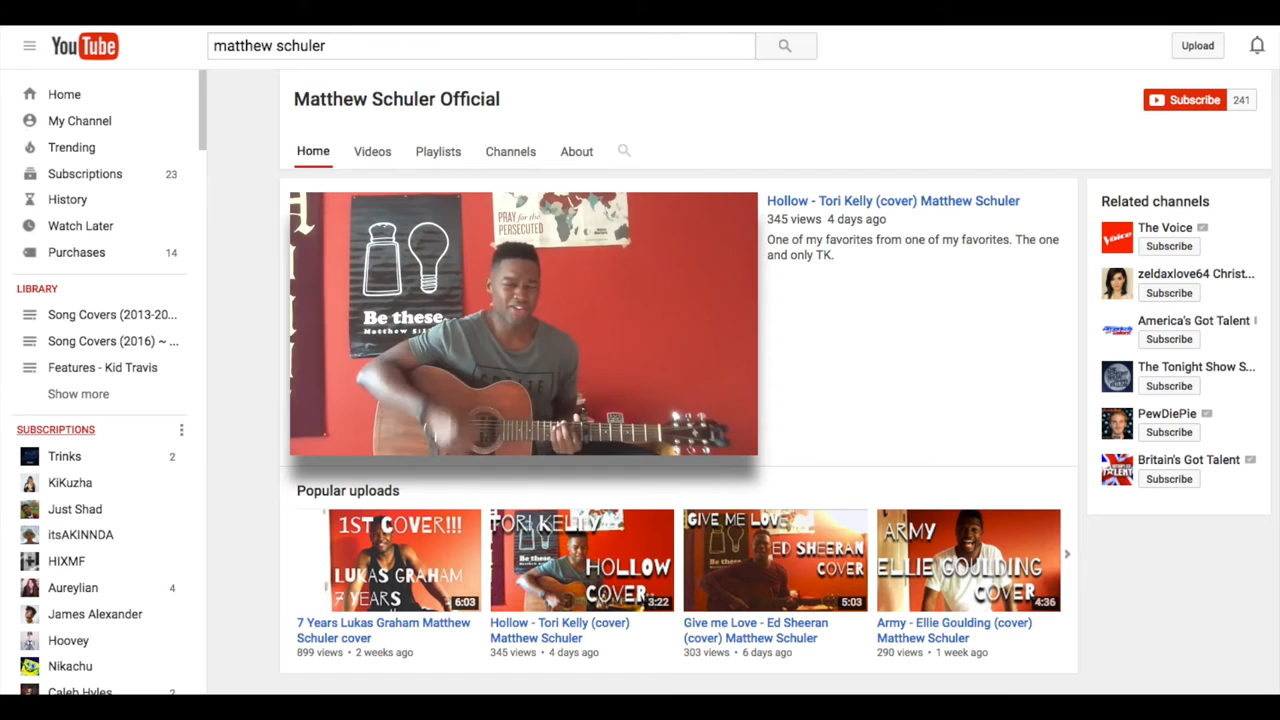 YouTube
matthew schuler
Upload
Home
My Channel
Trending
Subscriptions 23
History
Watch Later
Purchases 14
LIBRARY
Song Covers (2013-20...
Song Covers (2016) ~ ...
Features - Kid Travis
Show more
SUBSCRIPTIONS
Trinks 2
KiKuzha
Just Shad
itsAKINNDA
HIXMF
Aureylian 4
James Alexander
Hoovey
Nikachu
Caleb Hyles 2
Matthew Schuler Official
Subscribe 241
Home Videos Playlists Channels About
PRAY for the
PERSECUTED
Be these.
Hollow - Tori Kelly (cover) Matthew Schuler
345 views 4 days ago
One of my favorites from one of my favorites. The one
and only TK.
Popular uploads
1ST COVER!!!
LUKAS GRAHAM
7 YEARS
6:03
7 Years Lukas Graham Matthew
Schuler cover
899 views • 2 weeks ago
TORI KELLY
HOLLOW
COVER
3:22
Hollow - Tori Kelly (cover)
Matthew Schuler
345 views • 4 days ago
GIVE ME LOVE
ED SHEERAN
COVER
5:03
Give me Love - Ed Sheeran
(cover) Matthew Schuler
303 views • 6 days ago
ARMY
ELLIE GOULDING
COVER
4:36
Army - Ellie Goulding (cover)
Matthew Schuler
290 views • 1 week ago
Related channels
The Voice
Subscribe
zeldaxlove64 Christ...
Subscribe
America's Got Talent
Subscribe
The Tonight Show S...
Subscribe
PewDiePie
Subscribe
Britain's Got Talent
Subscribe